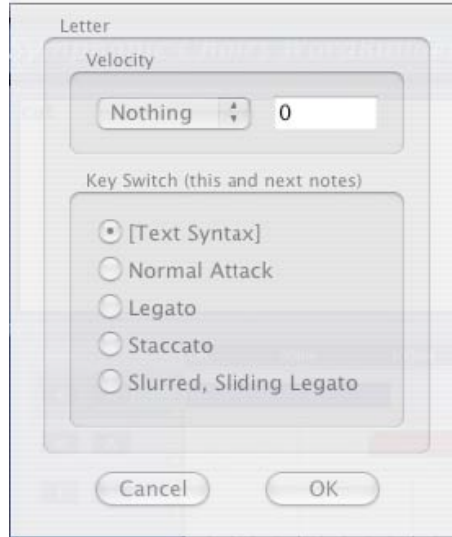 Letter
Velocity
Nothing 0
Key Switch (this and next notes)
[Text Syntax]
Normal Attack
Legato
Staccato
Slurred, Sliding Legato
Cancel OK